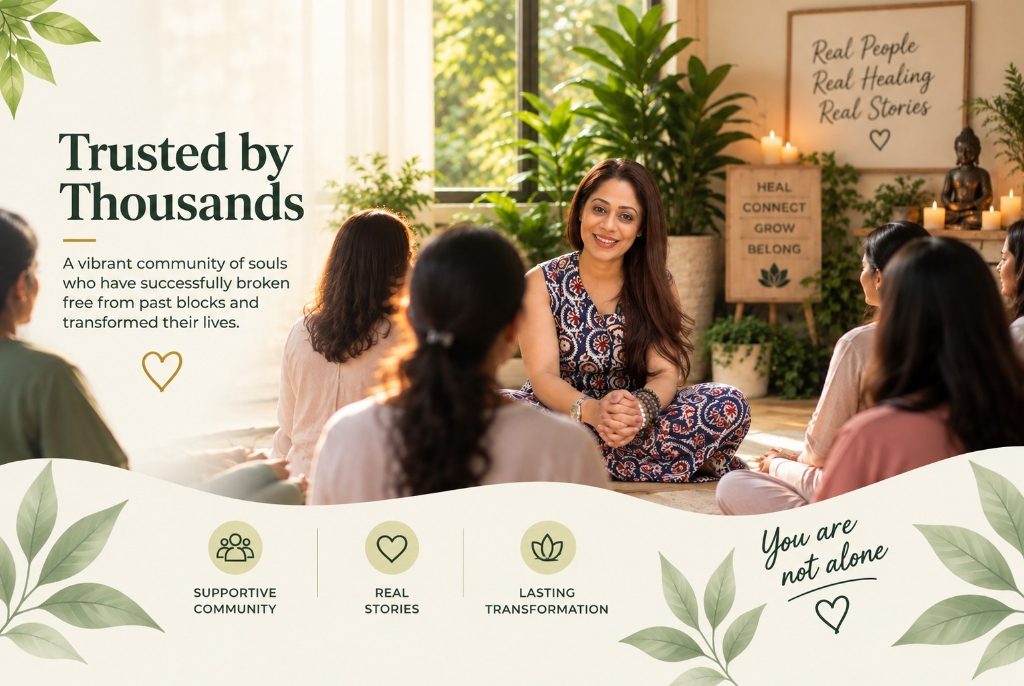 Trusted by
Thousands
A vibrant community of souls
who have successfully broken
free from past blocks and
transformed their lives.
Real People
Real Healing
Real Stories
HEAL
CONNECT
GROW
BELONG
SUPPORTIVE
COMMUNITY
REAL
STORIES
LASTING
TRANSFORMATION
You are
not alone